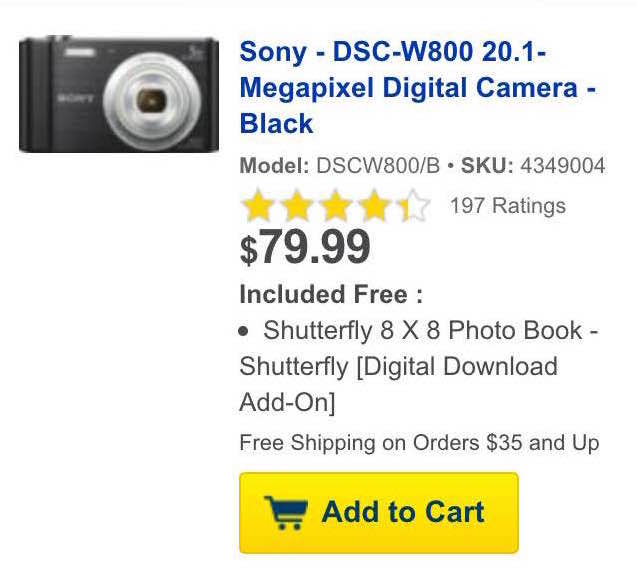 Sony - DSC-W800 20.1-
Megapixel Digital Camera -
Black
Model: DSCW800/B • SKU: 4349004
197 Ratings
$79.99
Included Free :
• Shutterfly 8 X 8 Photo Book -
Shutterfly [Digital Download
Add-On]
Free Shipping on Orders $35 and Up
Add to Cart
SONY